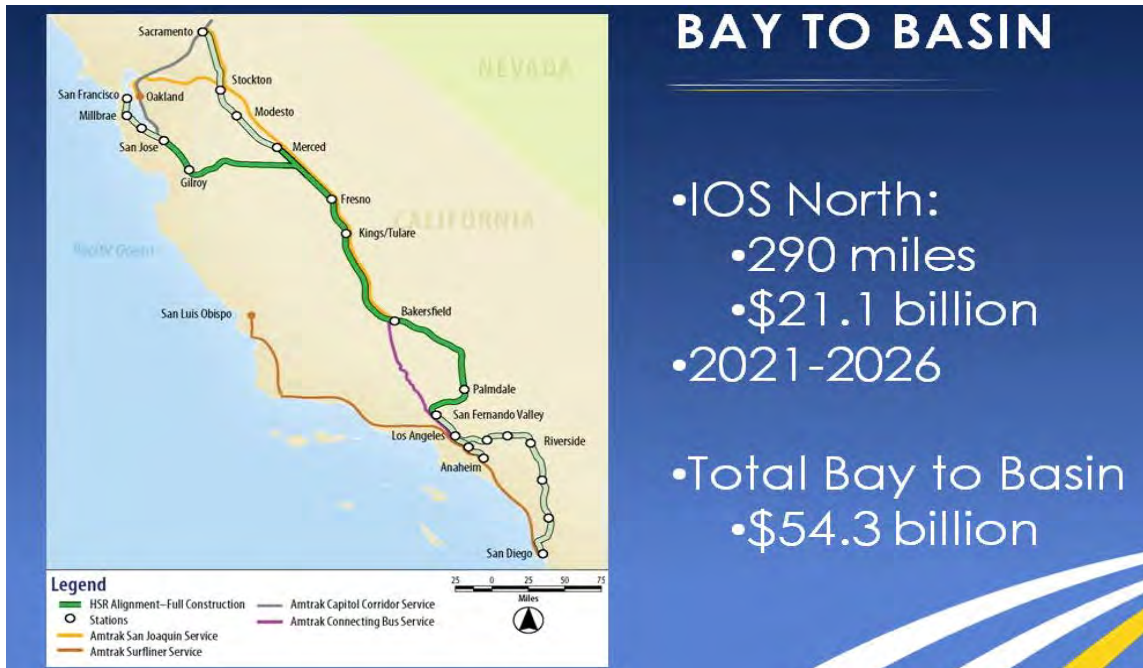 BAY TO BASIN
•IOS North:
•290 miles
•$21.1 billion
•2021-2026
•Total Bay to Basin
•$54.3 billion
Sacramento
NEVADA
Stockton
San Francisco
Oakland
Millbrae
Modesto
San Jose
Merced
Gilroy
Fresno
CALIFORNIA
Kings/Tulare
Pacific Ocean
San Luis Obispo
Bakersfield
Palmdale
San Fernando Valley
Los Angeles
Riverside
Anaheim
San Diego
Legend
HSR Alignment–Full Construction
Stations
Amtrak San Joaquin Service
Amtrak Surfliner Service
Amtrak Capitol Corridor Service
Amtrak Connecting Bus Service
25 0 25 50 75
Miles